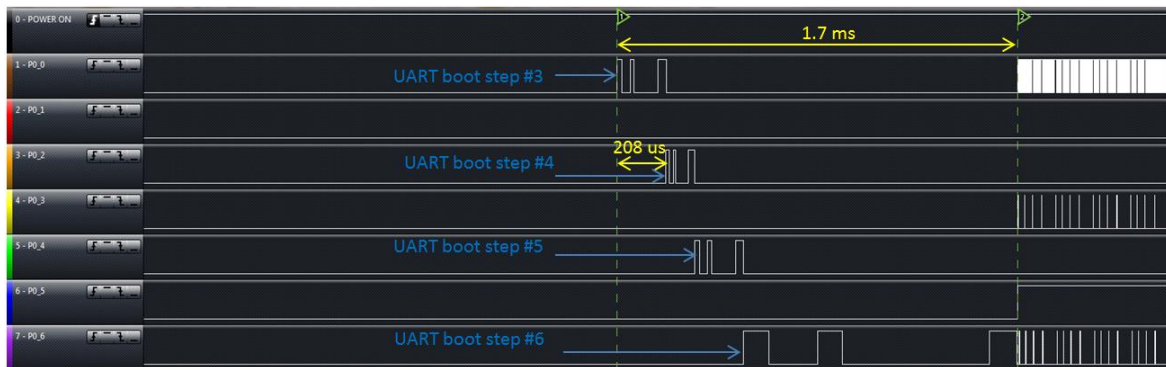 0 - POWER ON
1.7 ms
1 - P0_0
UART boot step #3
2 - P0_1
3 - P0_2
208 us
UART boot step #4
4 - P0_3
5 - P0_4
UART boot step #5
6 - P0_5
7 - P0_6
UART boot step #6